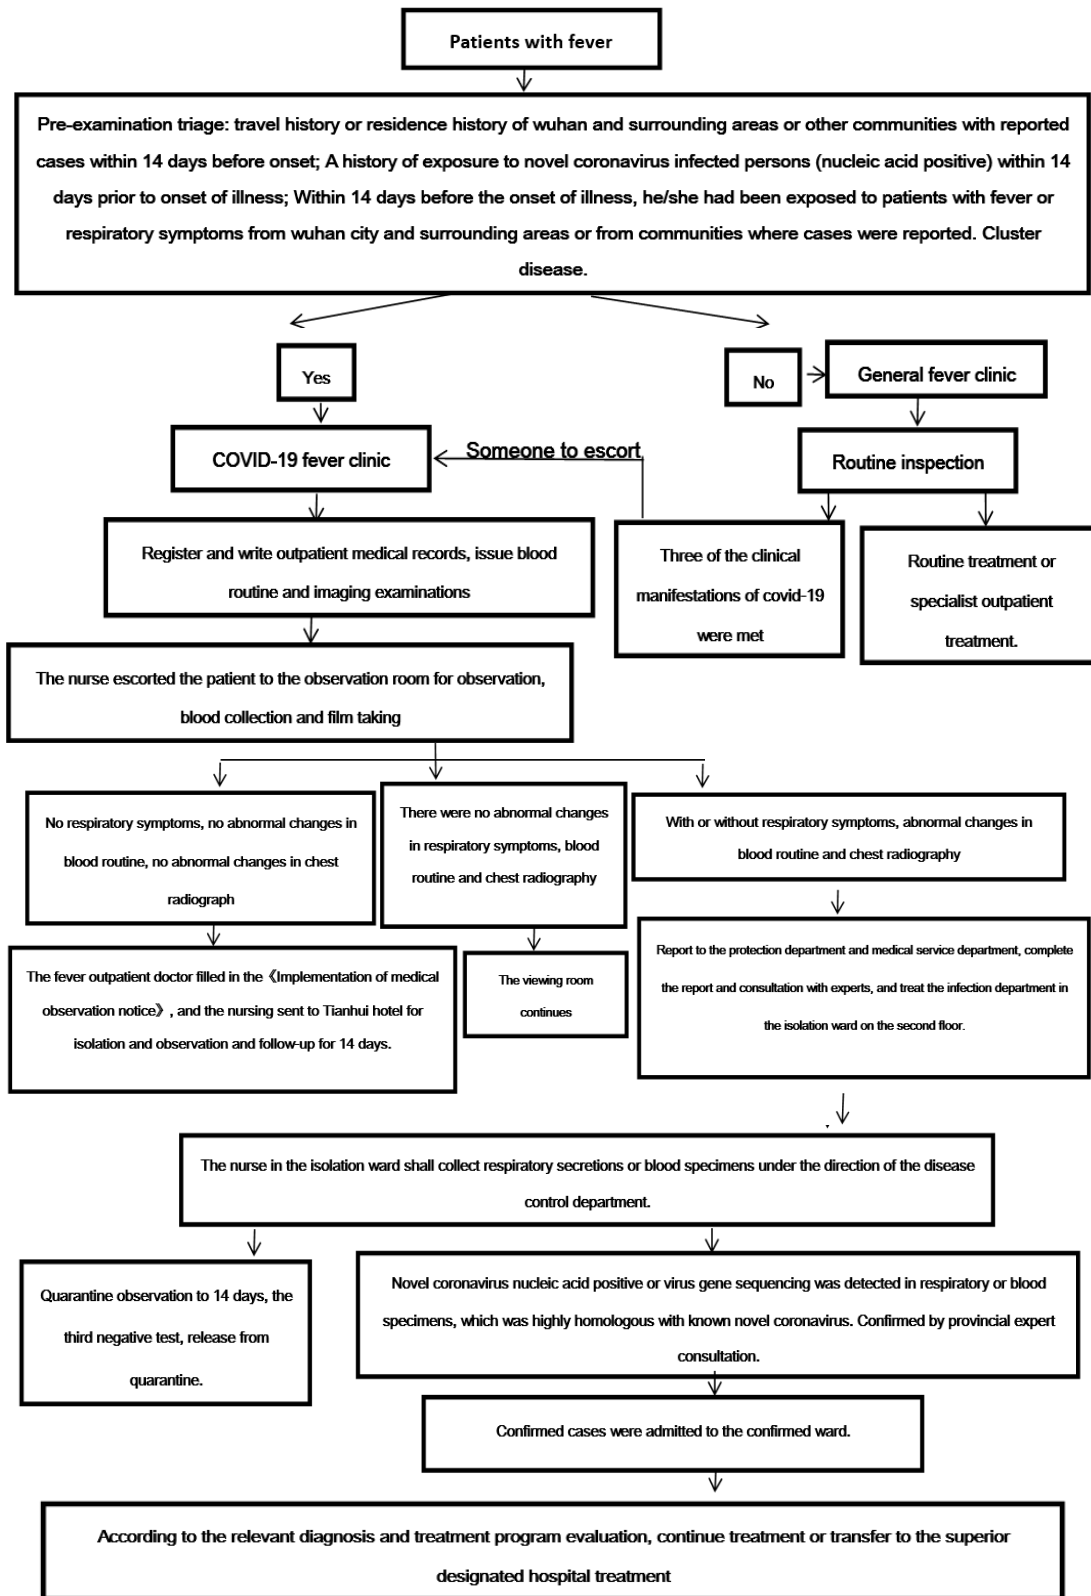 Patients with fever
Pre-examination triage: travel history or residence history of wuhan and surrounding areas or other communities with reported
cases within 14 days before onset; A history of exposure to novel coronavirus infected persons (nucleic acid positive) within 14
days prior to onset of illness; Within 14 days before the onset of illness, he/she had been exposed to patients with fever or
respiratory symptoms from wuhan city and surrounding areas or from communities where cases were reported. Cluster
disease.
Yes
No
General fever clinic
COVID-19 fever clinic
Someone to escort
Routine inspection
Register and write outpatient medical records, issue blood
routine and imaging examinations
Three of the clinical
manifestations of covid-19
were met
Routine treatment or
specialist outpatient
treatment.
The nurse escorted the patient to the observation room for observation,
blood collection and film taking
No respiratory symptoms, no abnormal changes in
blood routine, no abnormal changes in chest
radiograph
There were no abnormal changes
in respiratory symptoms, blood
routine and chest radiography
With or without respiratory symptoms, abnormal changes in
blood routine and chest radiography
The fever outpatient doctor filled in the《Implementation of medical
observation notice》, and the nursing sent to Tianhui hotel for
isolation and observation and follow-up for 14 days.
The viewing room
continues
Report to the protection department and medical service department, complete
the report and consultation with experts, and treat the infection department in
the isolation ward on the second floor.
The nurse in the isolation ward shall collect respiratory secretions or blood specimens under the direction of the disease
control department.
Quarantine observation to 14 days, the
third negative test, release from
quarantine.
Novel coronavirus nucleic acid positive or virus gene sequencing was detected in respiratory or blood
specimens, which was highly homologous with known novel coronavirus. Confirmed by provincial expert
consultation.
Confirmed cases were admitted to the confirmed ward.
According to the relevant diagnosis and treatment program evaluation, continue treatment or transfer to the superior
designated hospital treatment